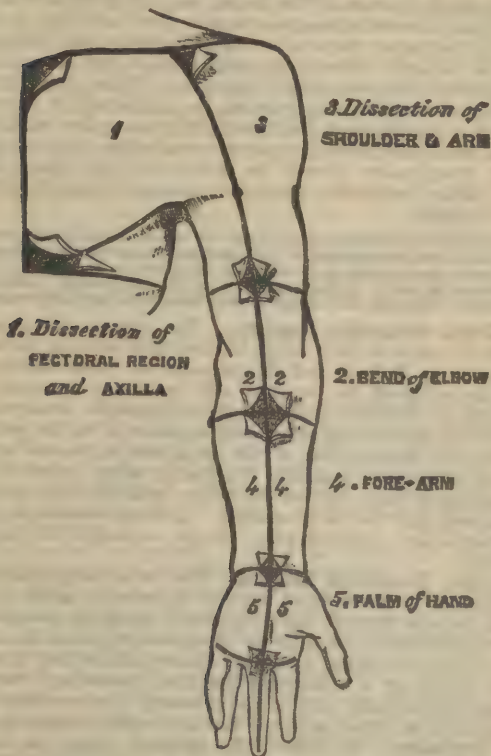 1
3
3. Dissection of
SHOULDER & ARM
1. Dissection of
PECTORAL REGION
and AXILLA
2 2
2. BEND of ELBOW
4 4
4. FORE-ARM
5 5
5. PALM of HAND